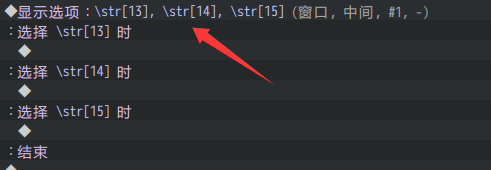 ◆显示选项：\str[13], \str[14], \str[15] (窗口, 中间, #1, -)
：选择 \str[13] 时
◆
：选择 \str[14] 时
◆
：选择 \str[15] 时
◆
：结束
◆